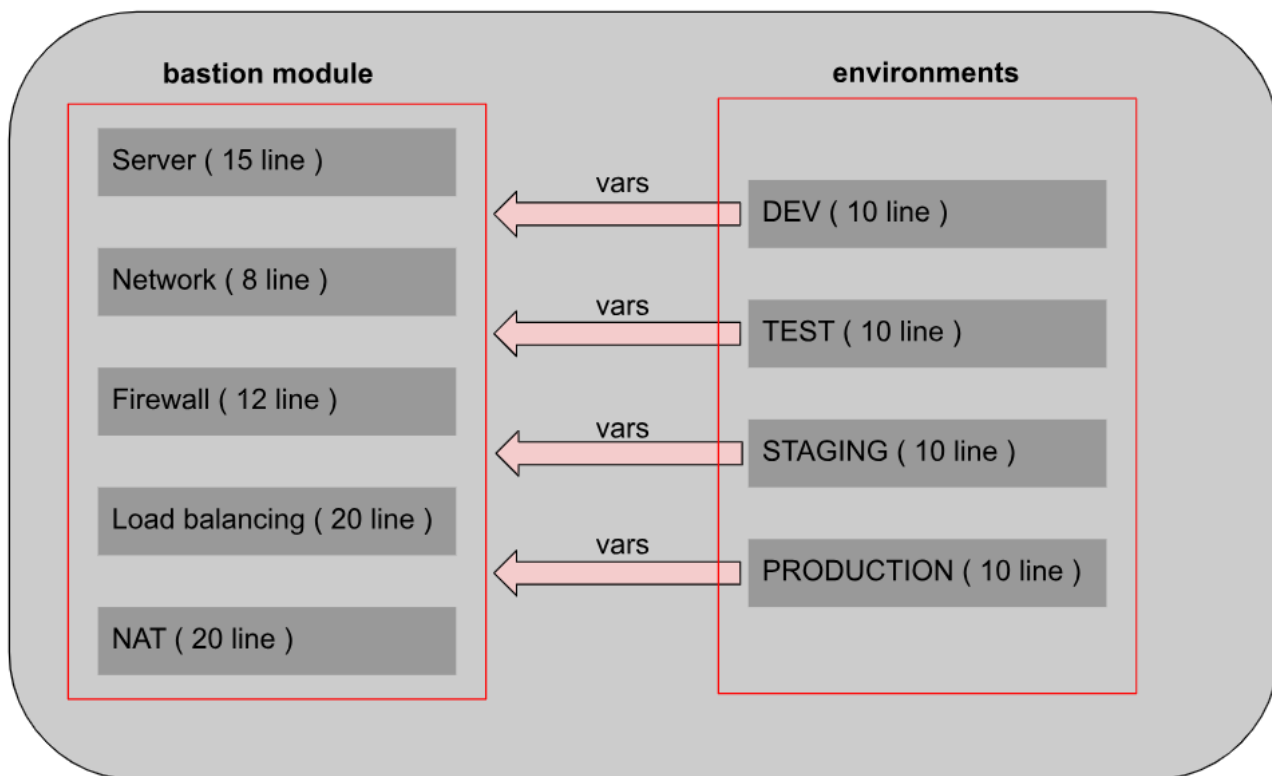 bastion module
Server ( 15 line )
Network ( 8 line )
Firewall ( 12 line )
Load balancing ( 20 line )
NAT ( 20 line )
vars
vars
vars
vars
environments
DEV ( 10 line )
TEST ( 10 line )
STAGING ( 10 line )
PRODUCTION ( 10 line )